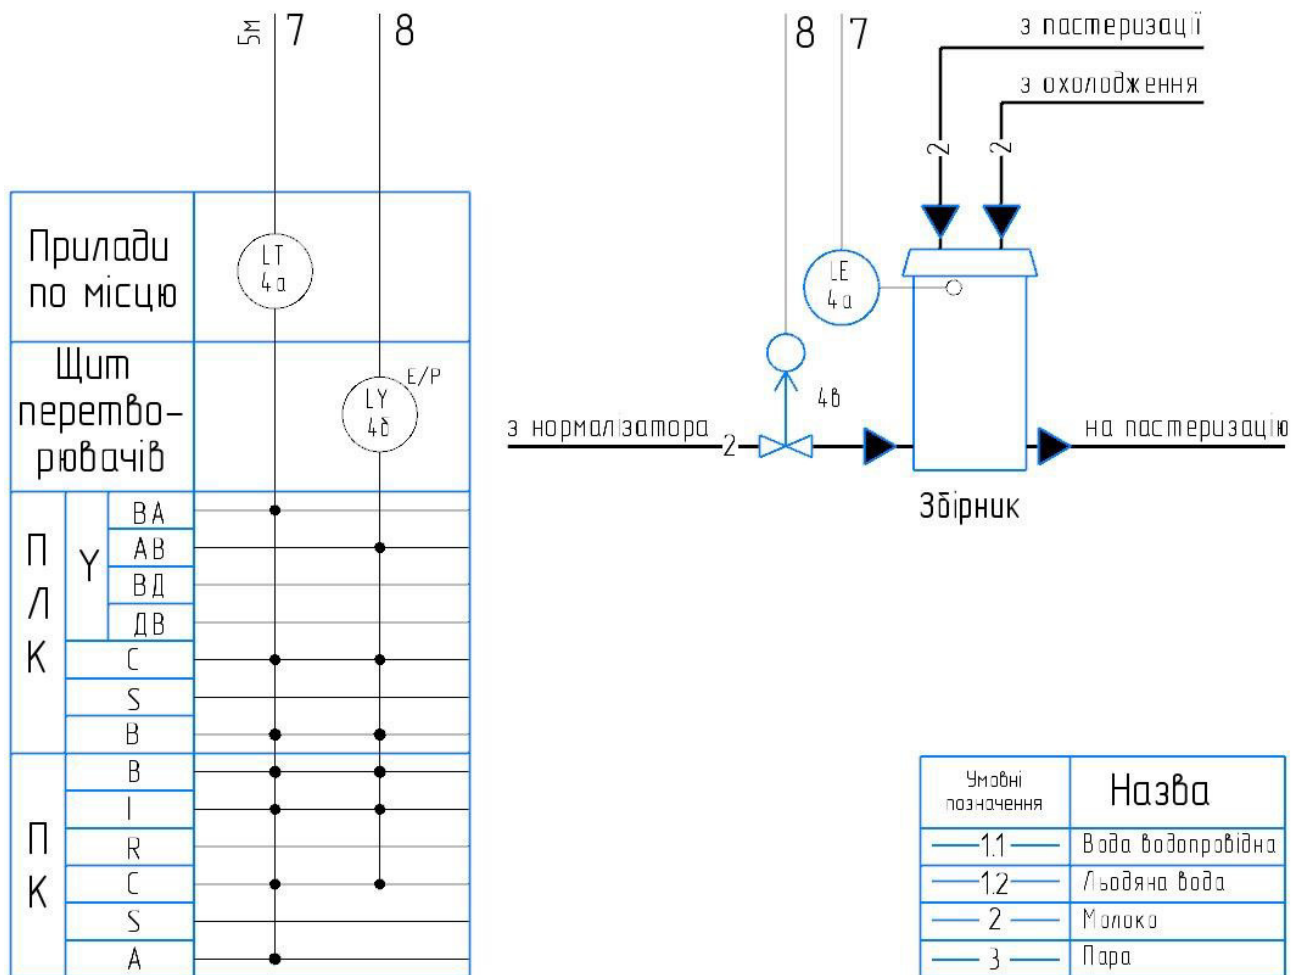 5м 7 8
8 7
з пастеризації
з охолодження
2 2
Прилади
по місцю
LT
4а
LE
4а
Щит
перетво-
рювачів
E/P
LY
4б
4в
з нормалізатора
2
на пастеризацію
Збірник
ПЛК
Y
ВА
АВ
ВД
ДВ
C
S
В
ПК
В
I
R
C
S
A
Умовні
позначення
Назва
1.1 Вода водопровідна
1.2 Льодяна вода
2 Молоко
3 Пара